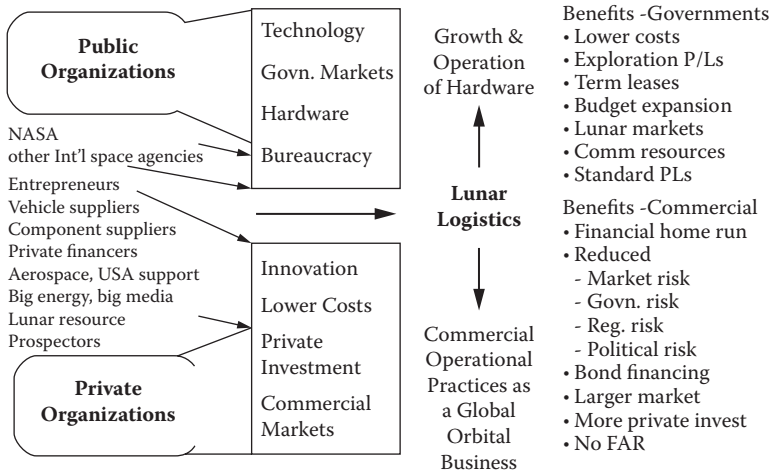 Public
Organizations
NASA
other Int'l space agencies
Entrepreneurs
Vehicle suppliers
Component suppliers
Private financers
Aerospace, USA support
Big energy, big media
Lunar resource
Prospectors
Private
Organizations
Technology
Govn. Markets
Hardware
Bureaucracy
Innovation
Lower Costs
Private
Investment
Commercial
Markets
Growth &
Operation
of Hardware
Lunar
Logistics
Commercial
Operational
Practices as
a Global
Orbital
Business
Benefits -Governments
• Lower costs
• Exploration P/Ls
• Term leases
• Budget expansion
• Lunar markets
• Comm resources
• Standard PLs
Benefits -Commercial
• Financial home run
• Reduced
- Market risk
- Govn. risk
- Reg. risk
- Political risk
• Bond financing
• Larger market
• More private invest
• No FAR